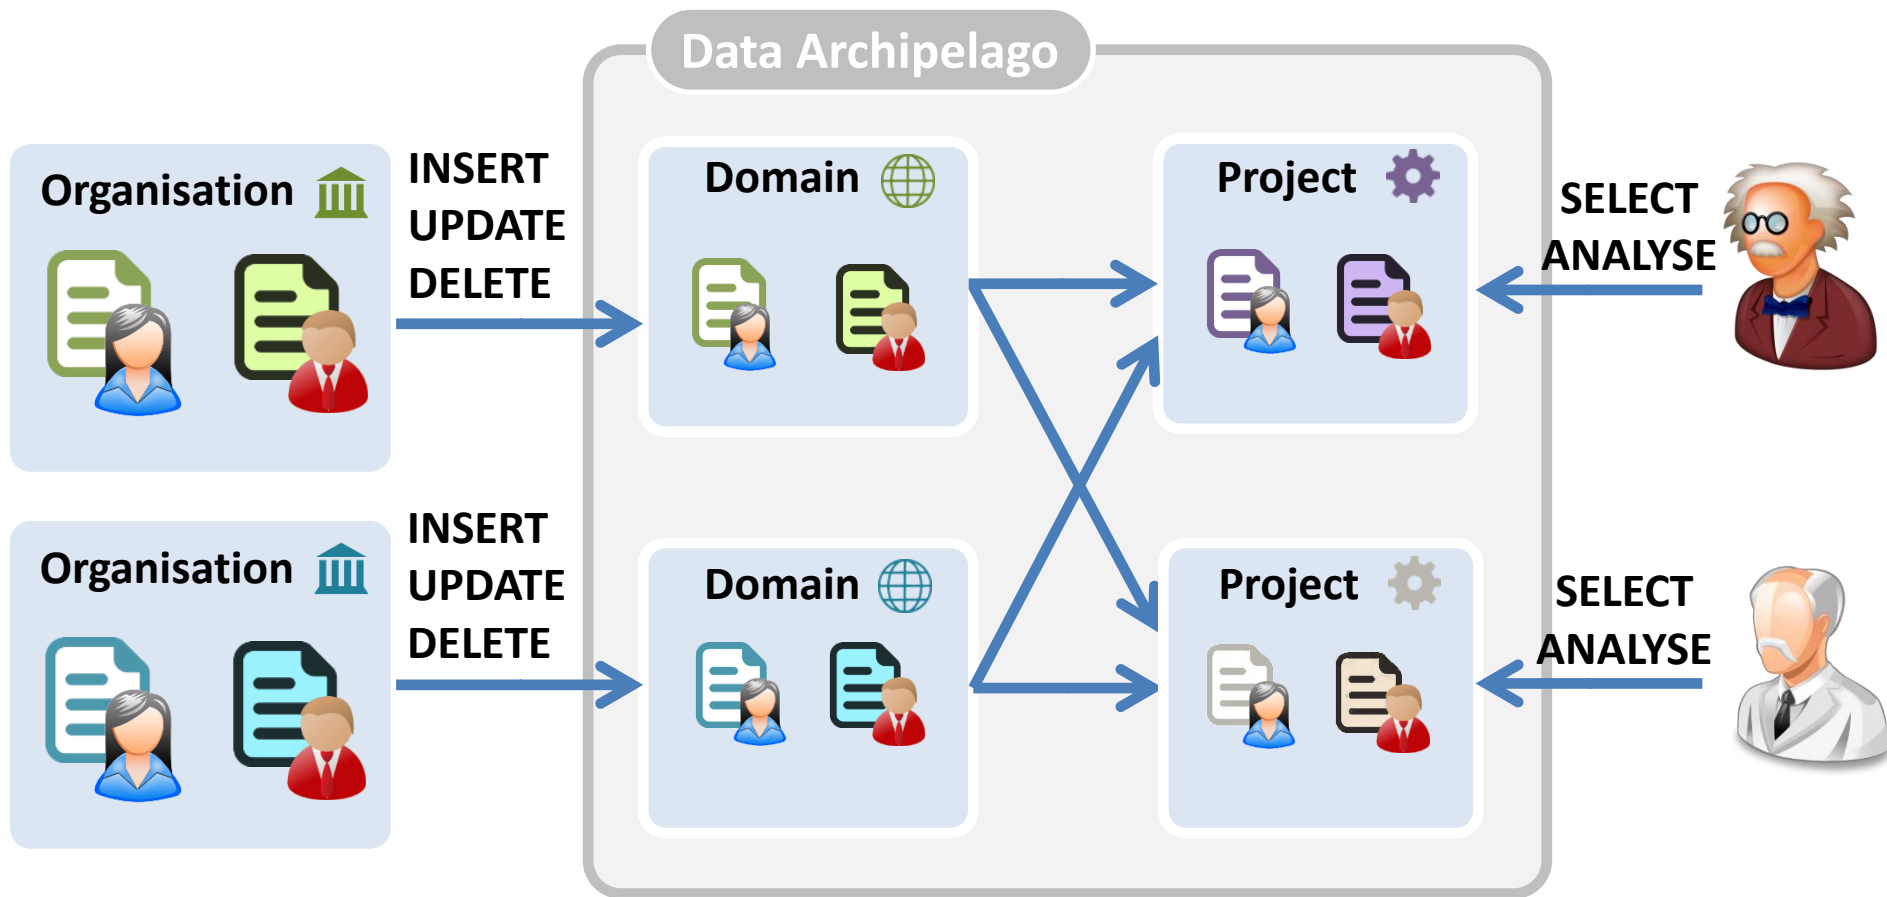 Data Archipelago
Organisation
INSERT
UPDATE
DELETE
Domain
Project
SELECT
ANALYSE
Organisation
INSERT
UPDATE
DELETE
Domain
Project
SELECT
ANALYSE